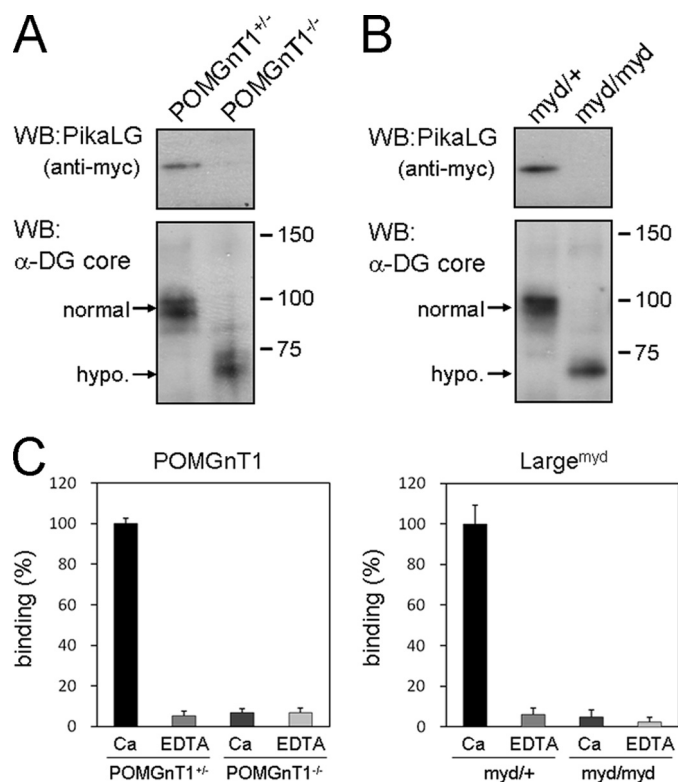 A
POMGnT1+/-
POMGnT1-/-
WB:PikaLG
(anti-myc)
WB:
α-DG core
normal
hypo.
150
100
75
B
myd/+
myd/myd
WB:PikaLG
(anti-myc)
WB:
α-DG core
normal
hypo.
150
100
75
C
POMGnT1
binding (%)
120
100
80
60
40
20
0
Ca EDTA Ca EDTA
POMGnT1+/- POMGnT1-/-
Largemyd
binding (%)
120
100
80
60
40
20
0
Ca EDTA Ca EDTA
myd/+ myd/myd